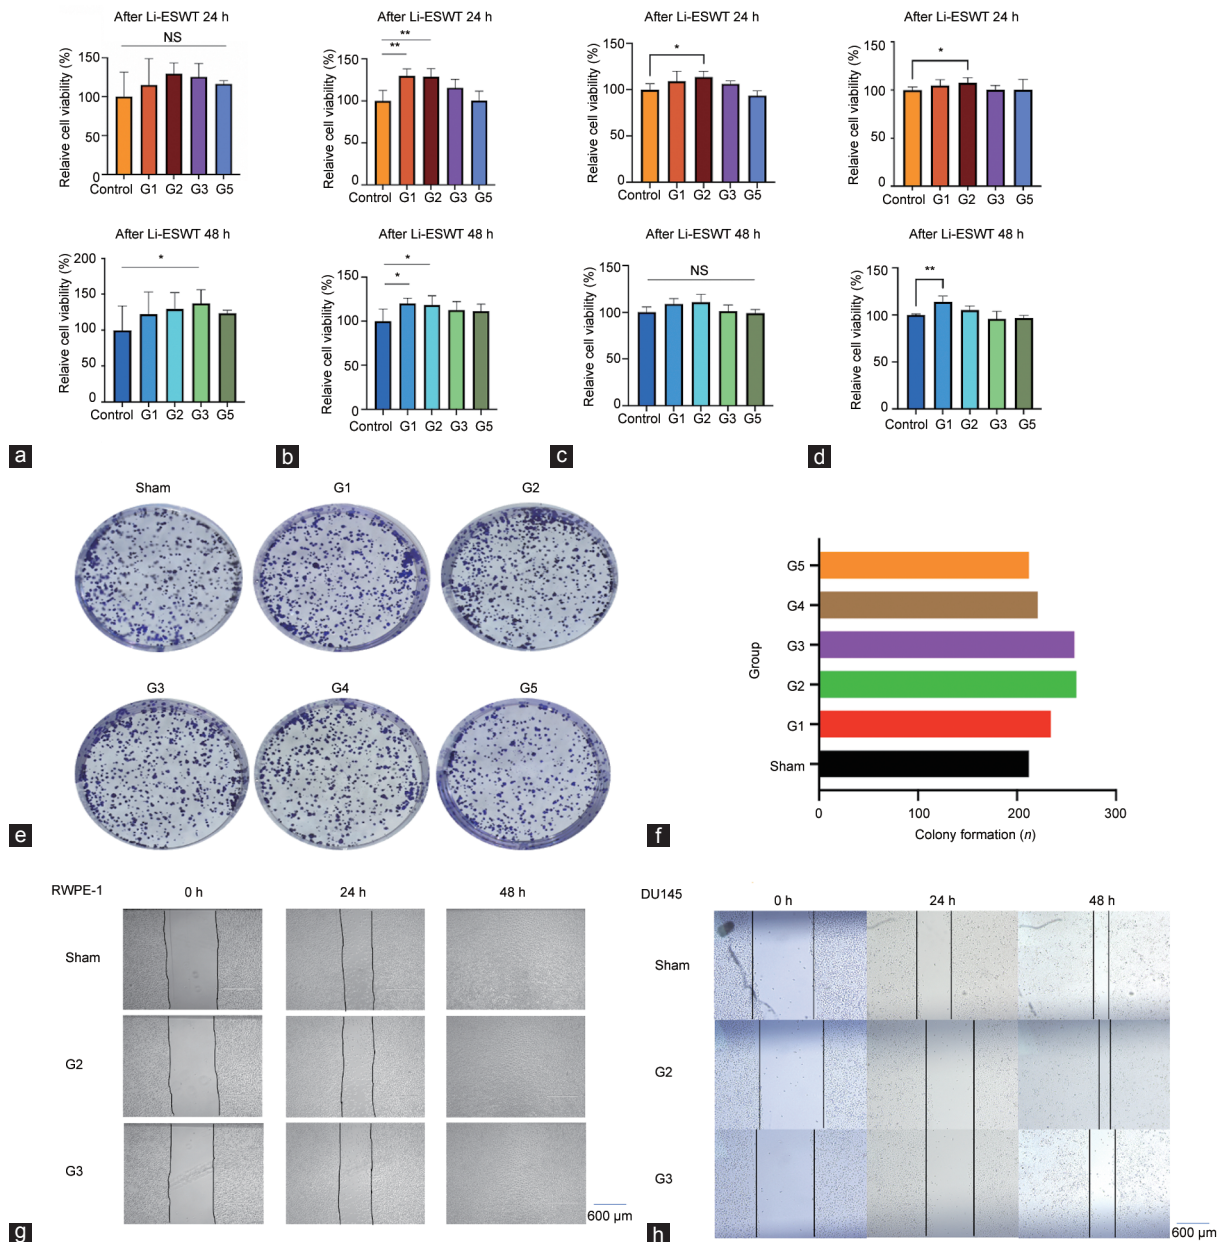 After Li-ESWT 24 h
NS
Relaive cell viability (%)
150
100
50
0
Control G1 G2 G3 G5
After Li-ESWT 24 h
**
**
Relaive cell viability (%)
150
100
50
0
Control G1 G2 G3 G5
After Li-ESWT 24 h
*
Relaive cell viability (%)
150
100
50
0
Control G1 G2 G3 G5
After Li-ESWT 24 h
*
Relaive cell viability (%)
150
100
50
0
Control G1 G2 G3 G5
After Li-ESWT 48 h
*
Relaive cell viability (%)
200
150
100
50
0
Control G1 G2 G3 G5
a
After Li-ESWT 48 h
*
*
Relaive cell viability (%)
150
100
50
0
Control G1 G2 G3 G5
b
After Li-ESWT 48 h
NS
Relaive cell viability (%)
150
100
50
0
Control G1 G2 G3 G5
c
After Li-ESWT 48 h
**
Relaive cell viability (%)
150
100
50
0
Control G1 G2 G3 G5
d
Sham G1 G2
G3 G4 G5
e
Group
G5
G4
G3
G2
G1
Sham
0 100 200 300
Colony formation (n)
f
RWPE-1
0 h 24 h 48 h
Sham
G2
G3
600 µm
g
DU145
0 h 24 h 48 h
Sham
G2
G3
600 µm
h